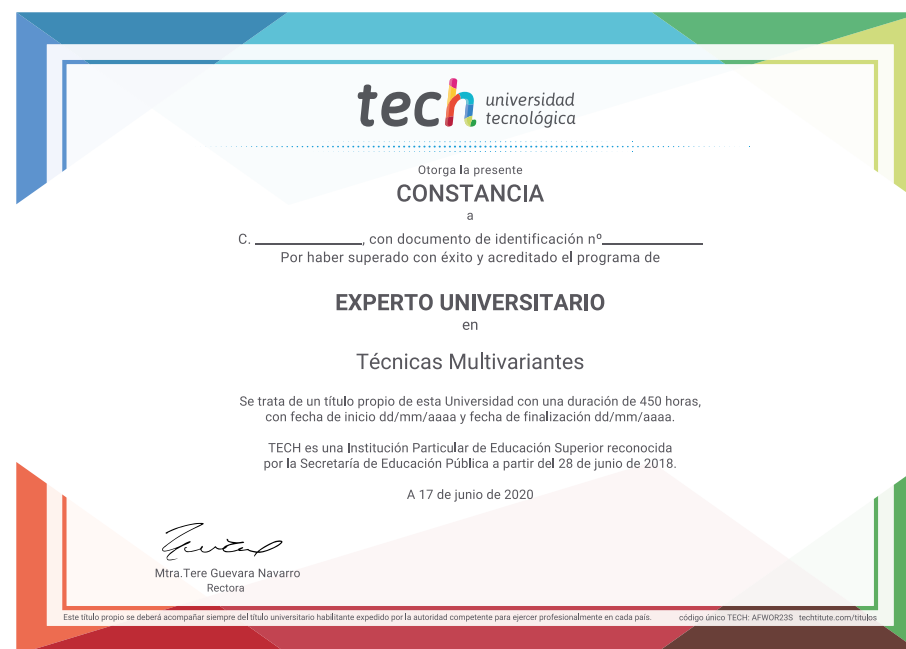 tech universidad
tecnológica
Otorga la presente
CONSTANCIA
a
C. ______________, con documento de identificación nº_____________
Por haber superado con éxito y acreditado el programa de
EXPERTO UNIVERSITARIO
en
Técnicas Multivariantes
Se trata de un título propio de esta Universidad con una duración de 450 horas,
con fecha de inicio dd/mm/aaaa y fecha de finalización dd/mm/aaaa.
TECH es una Institución Particular de Educación Superior reconocida
por la Secretaría de Educación Pública a partir del 28 de junio de 2018.
A 17 de junio de 2020
Mtra.Tere Guevara Navarro
Rectora
Este título propio se deberá acompañar siempre del título universitario habilitante expedido por la autoridad competente para ejercer profesionalmente en cada país. código único TECH: AFWOR23S techtitute.com/titulos